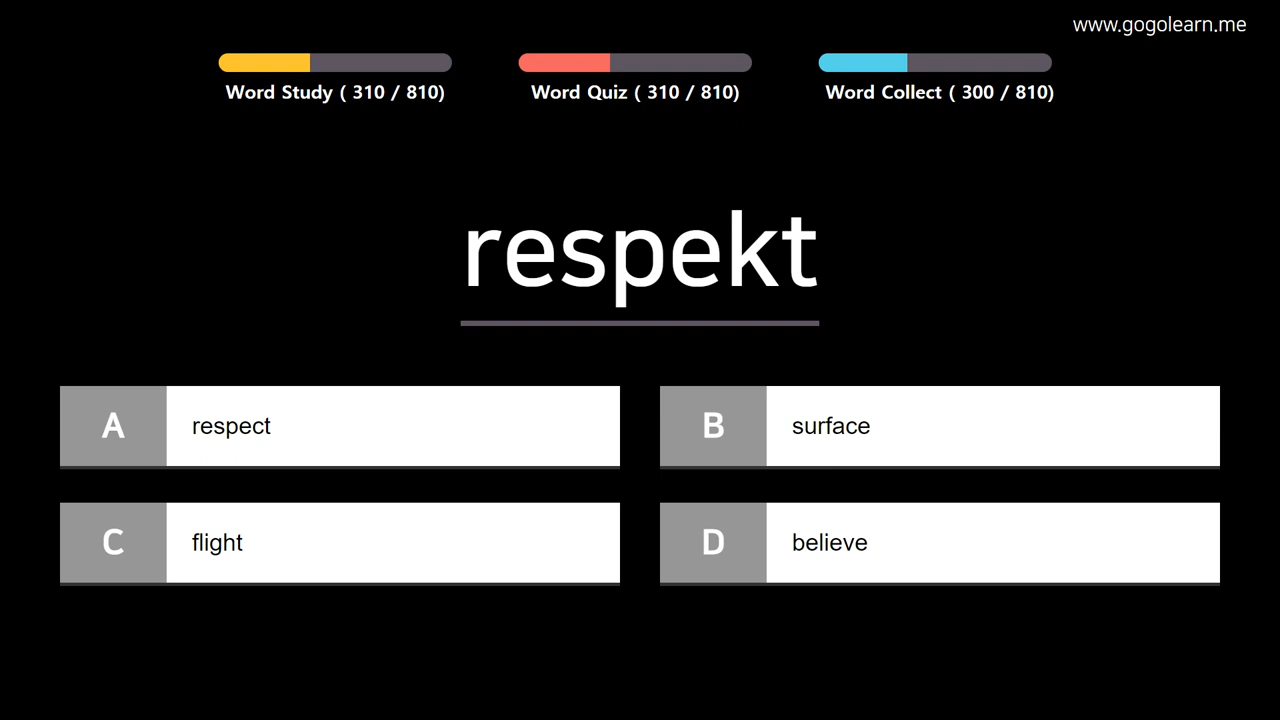 www.gogolearn.me
Word Study ( 310 / 810)
Word Quiz ( 310 / 810)
Word Collect ( 300 / 810)
respekt
A respect
B surface
C flight
D believe